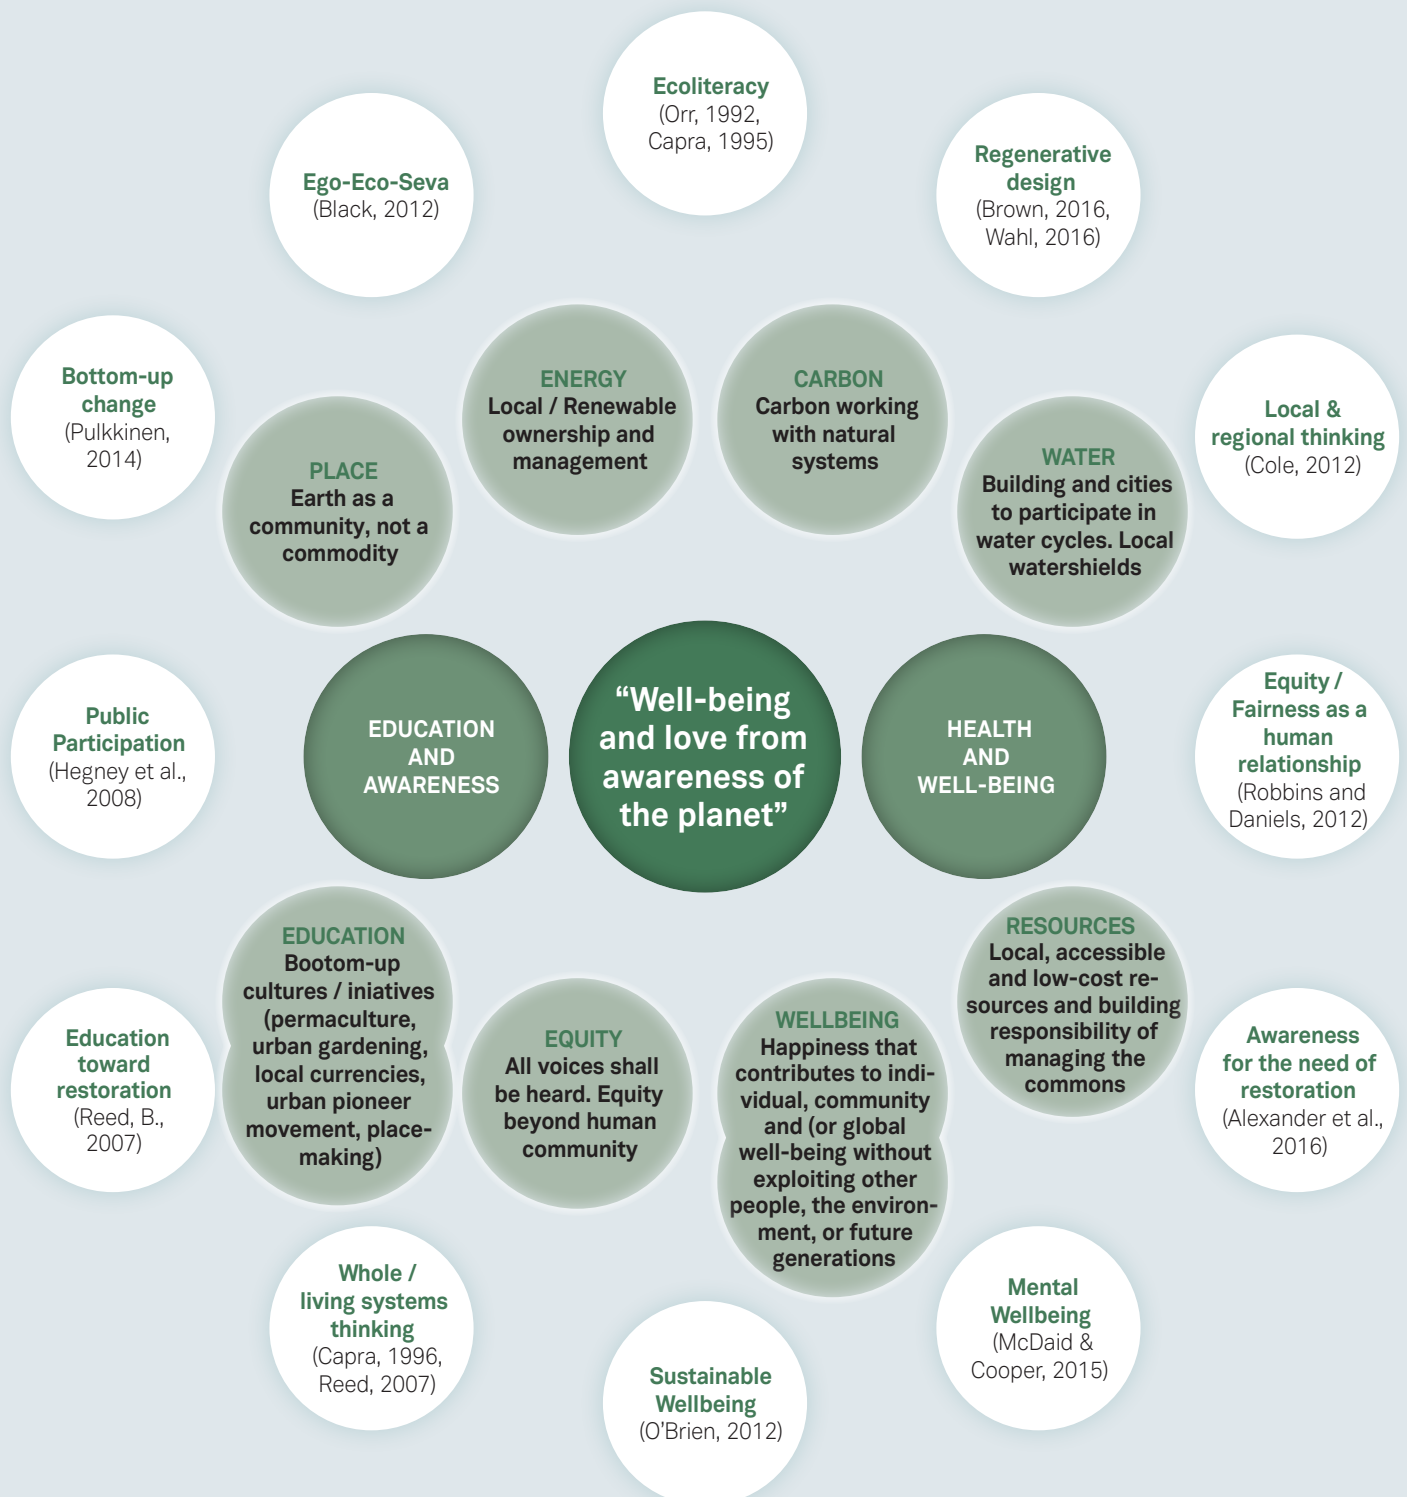 Ecoliteracy
(Orr, 1992,
Capra, 1995)
Ego-Eco-Seva
(Black, 2012)
Regenerative
design
(Brown, 2016,
Wahl, 2016)
Bottom-up
change
(Pulkkinen,
2014)
ENERGY
Local / Renewable
ownership and
management
CARBON
Carbon working
with natural
systems
Local &
regional thinking
(Cole, 2012)
PLACE
Earth as a
community, not a
commodity
WATER
Building and cities
to participate in
water cycles. Local
watershields
Public
Participation
(Hegney et al.,
2008)
EDUCATION
AND
AWARENESS
“Well-being
and love from
awareness of
the planet”
HEALTH
AND
WELL-BEING
Equity /
Fairness as a
human
relationship
(Robbins and
Daniels, 2012)
EDUCATION
Bootom-up
cultures / iniatives
(permaculture,
urban gardening,
local currencies,
urban pioneer
movement, place-
making)
EQUITY
All voices shall
be heard. Equity
beyond human
community
WELLBEING
Happiness that
contributes to indi-
vidual, community
and (or global
well-being without
exploiting other
people, the environ-
ment, or future
generations
RESOURCES
Local, accessible
and low-cost re-
sources and building
responsibility of
managing the
commons
Education
toward
restoration
(Reed, B.,
2007)
Awareness
for the need of
restoration
(Alexander et al.,
2016)
Whole /
living systems
thinking
(Capra, 1996,
Reed, 2007)
Sustainable
Wellbeing
(O’Brien, 2012)
Mental
Wellbeing
(McDaid &
Cooper, 2015)